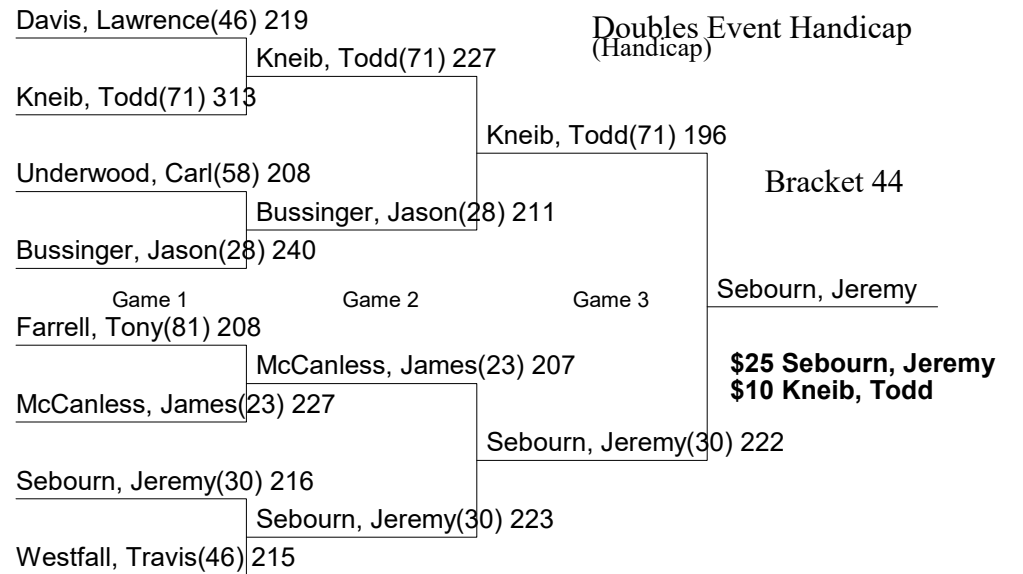 Davis, Lawrence(46) 219
Doubles Event Handicap
(Handicap)
Kneib, Todd(71) 227
Kneib, Todd(71) 313
Kneib, Todd(71) 196
Underwood, Carl(58) 208
Bracket 44
Bussinger, Jason(28) 211
Bussinger, Jason(28) 240
Game 1 Game 2 Game 3
Sebourn, Jeremy
Farrell, Tony(81) 208
McCanless, James(23) 207
$25 Sebourn, Jeremy
$10 Kneib, Todd
McCanless, James(23) 227
Sebourn, Jeremy(30) 222
Sebourn, Jeremy(30) 216
Sebourn, Jeremy(30) 223
Westfall, Travis(46) 215